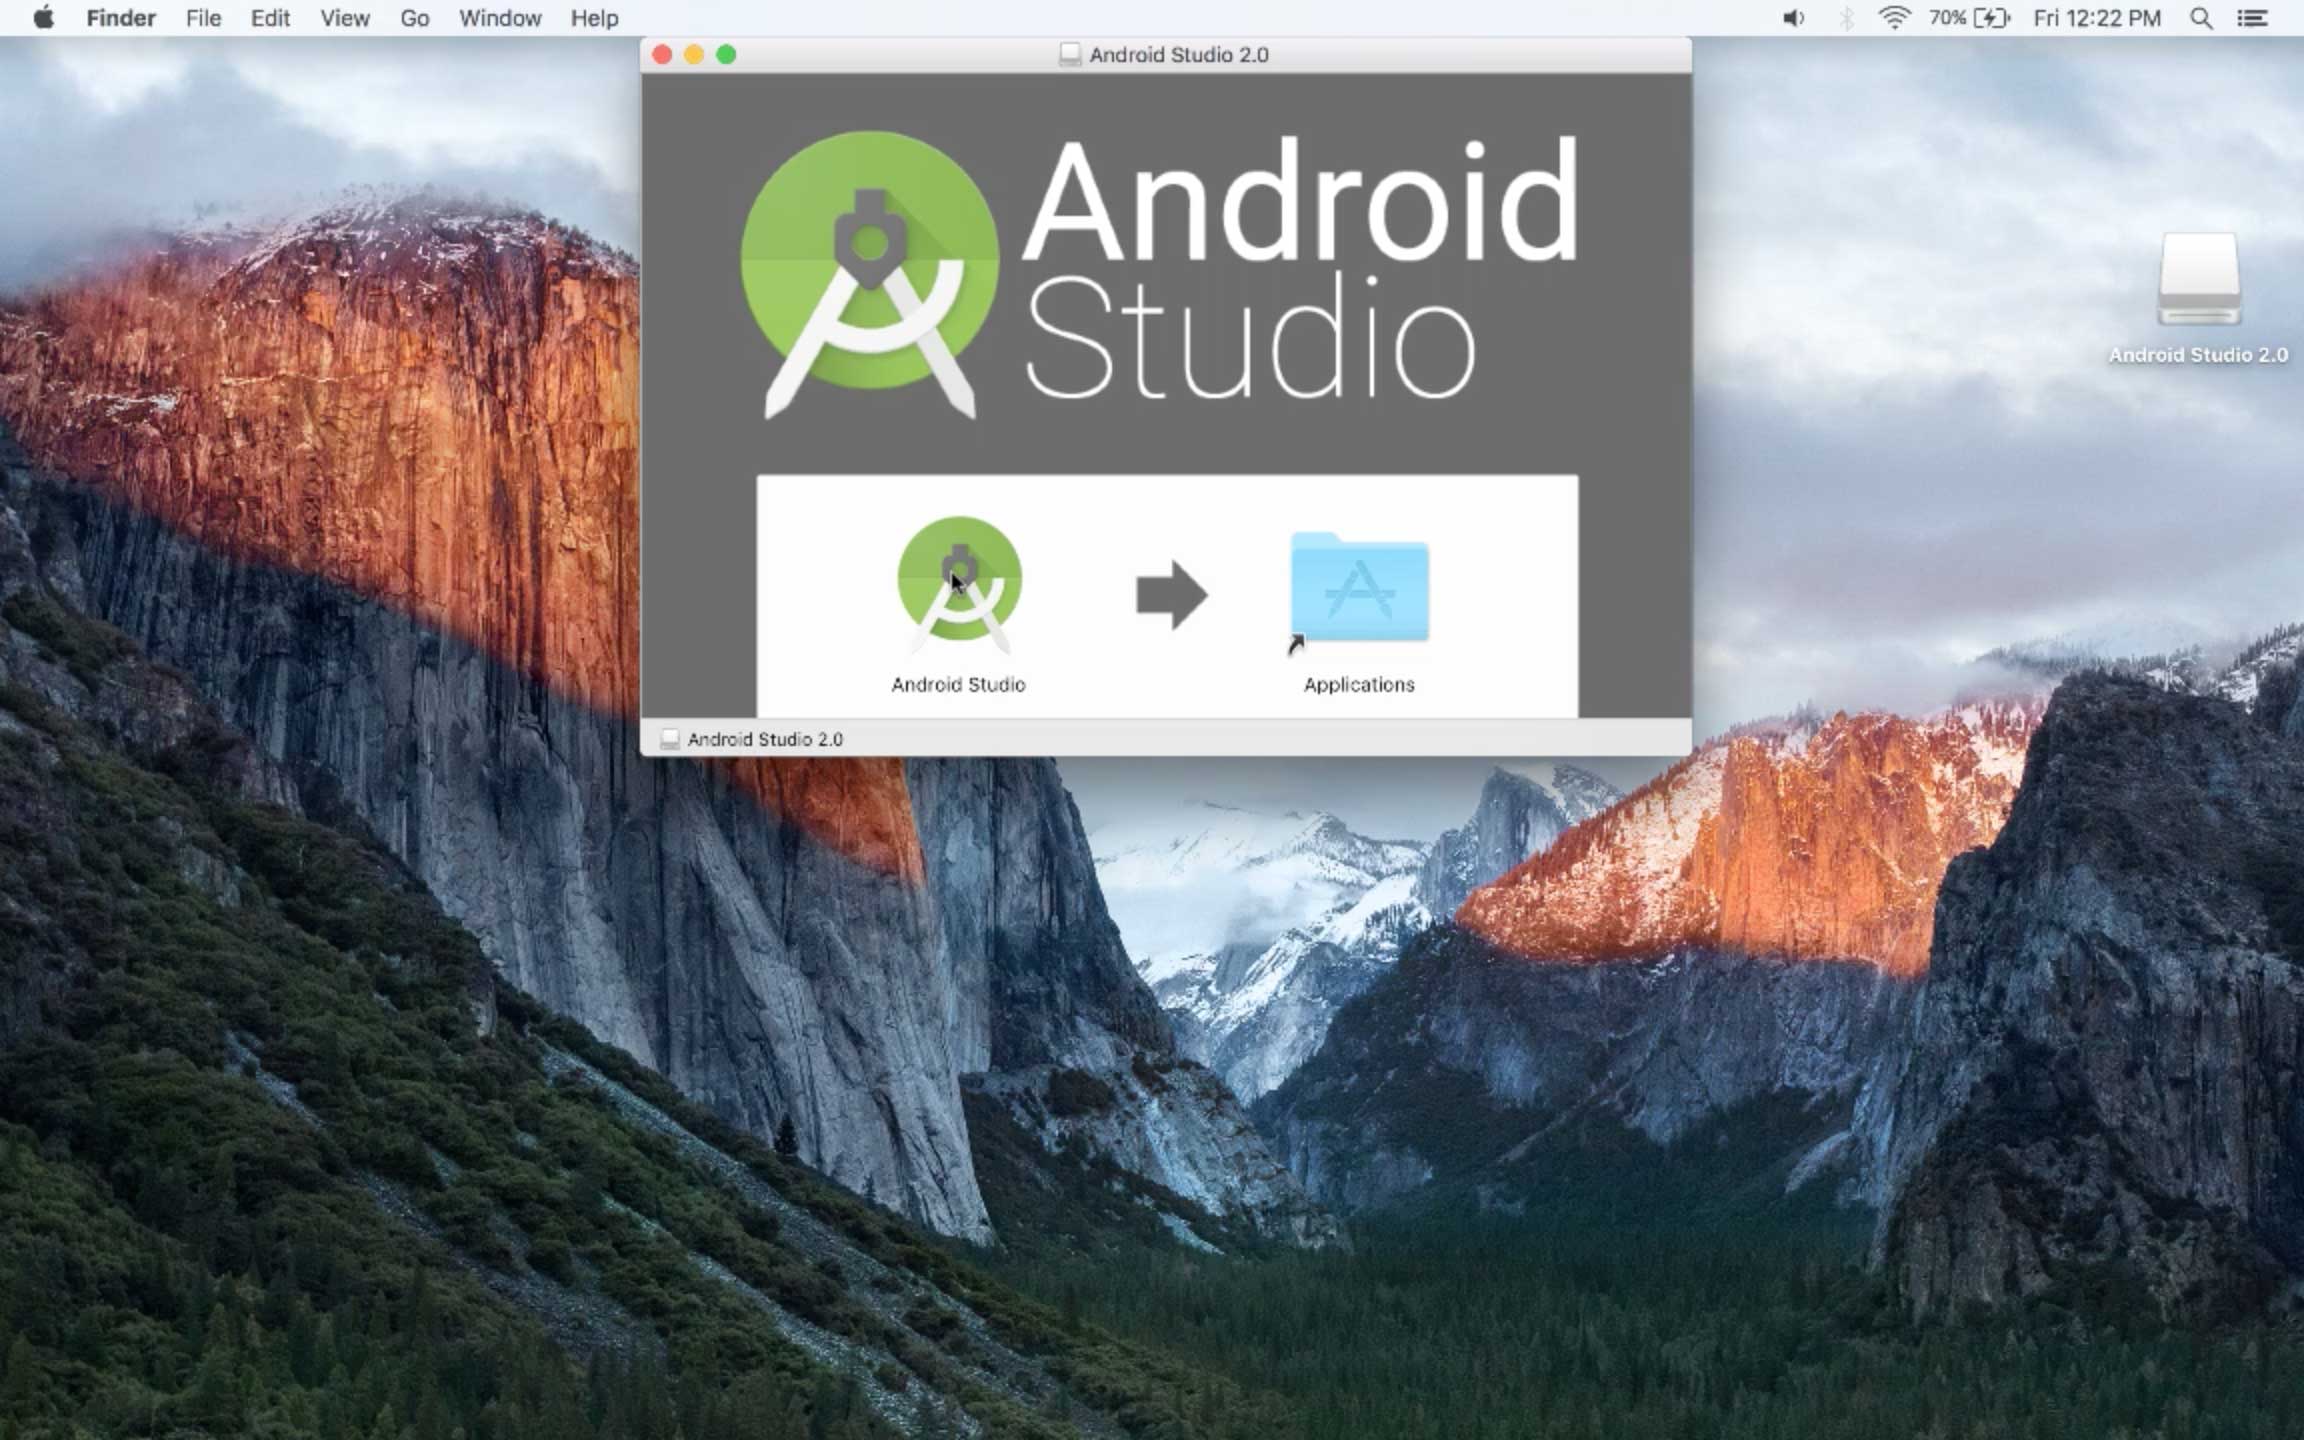 Finder File Edit View Go Window Help 70% Fri 12:22 PM
Android Studio 2.0
Android
Studio
Android Studio 2.0
Android Studio Applications
Android Studio 2.0